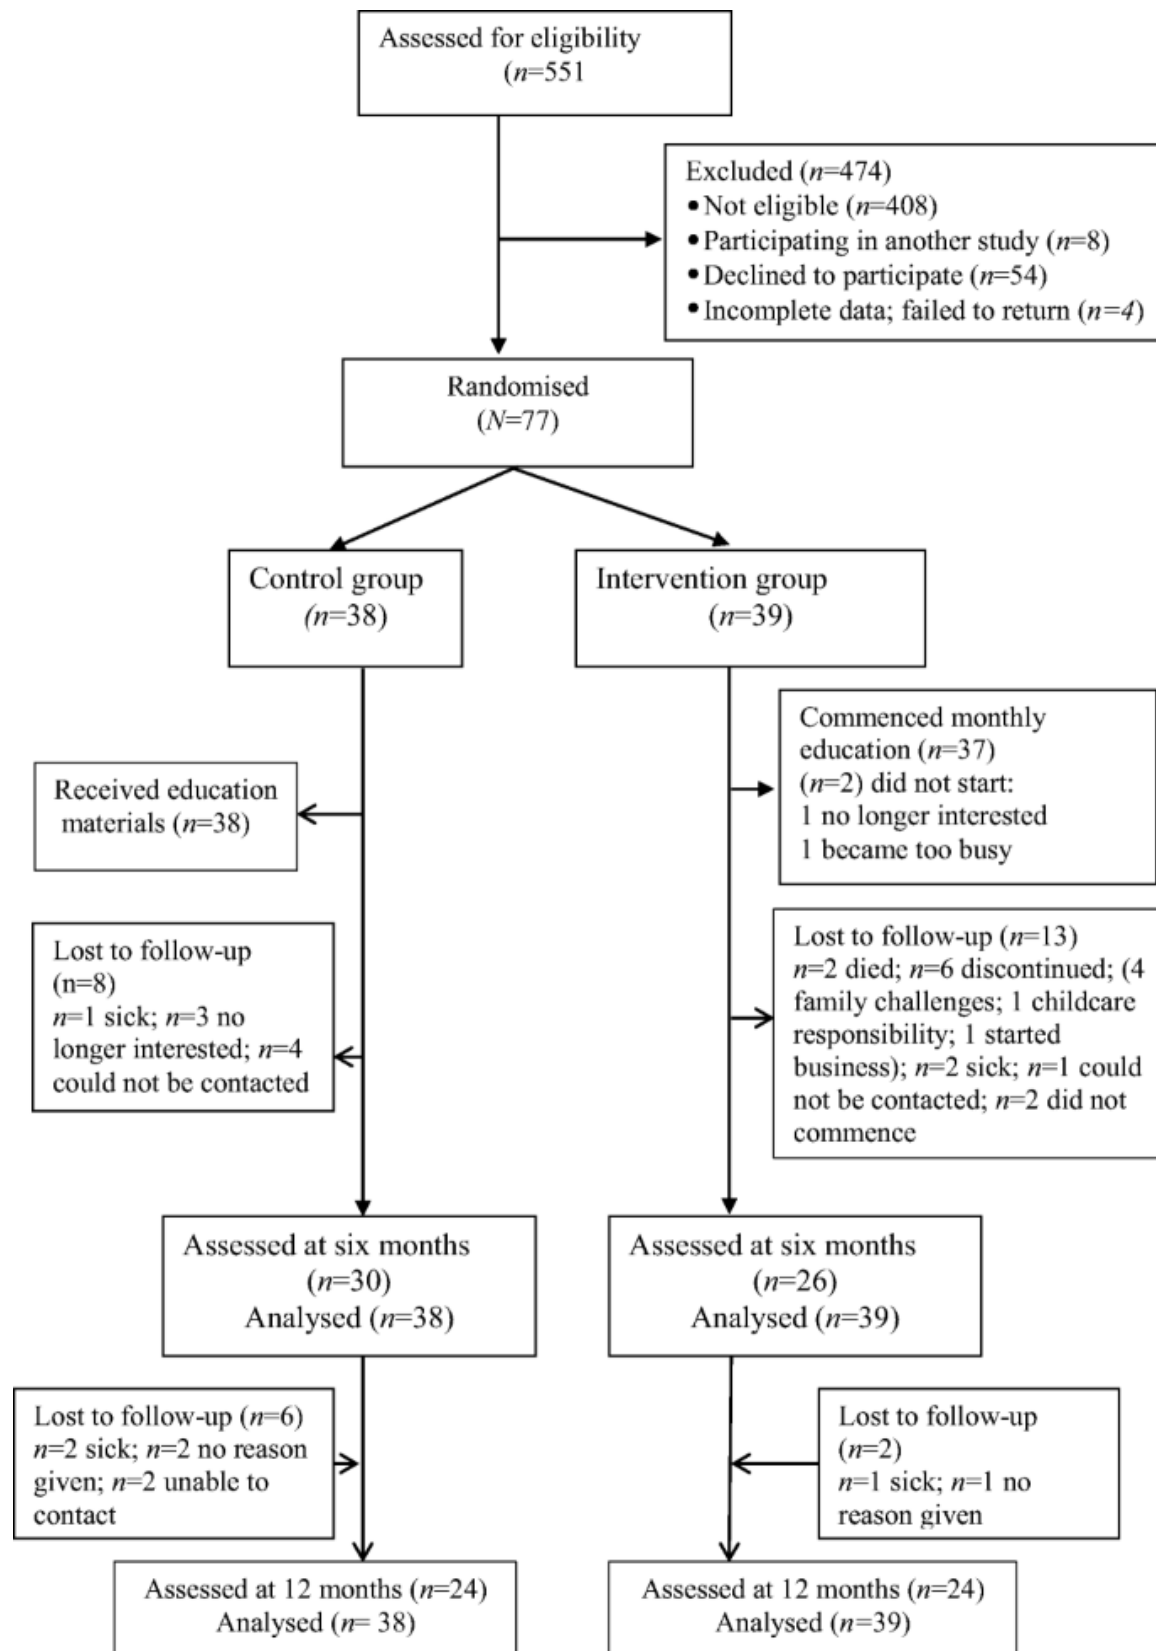 Assessed for eligibility
(n=551
Excluded (n=474)
•Not eligible (n=408)
•Participating in another study (n=8)
•Declined to participate (n=54)
•Incomplete data; failed to return (n=4)
Randomised
(N=77)
Control group
(n=38)
Intervention group
(n=39)
Commenced monthly
education (n=37)
(n=2) did not start:
1 no longer interested
1 became too busy
Received education
materials (n=38)
Lost to follow-up
(n=8)
n=1 sick; n=3 no
longer interested; n=4
could not be contacted
Lost to follow-up (n=13)
n=2 died; n=6 discontinued; (4
family challenges; 1 childcare
responsibility; 1 started
business); n=2 sick; n=1 could
not be contacted; n=2 did not
commence
Assessed at six months
(n=30)
Analysed (n=38)
Assessed at six months
(n=26)
Analysed (n=39)
Lost to follow-up (n=6)
n=2 sick; n=2 no reason
given; n=2 unable to
contact
Lost to follow-up
(n=2)
n=1 sick; n=1 no
reason given
Assessed at 12 months (n=24)
Analysed (n= 38)
Assessed at 12 months (n=24)
Analysed (n=39)